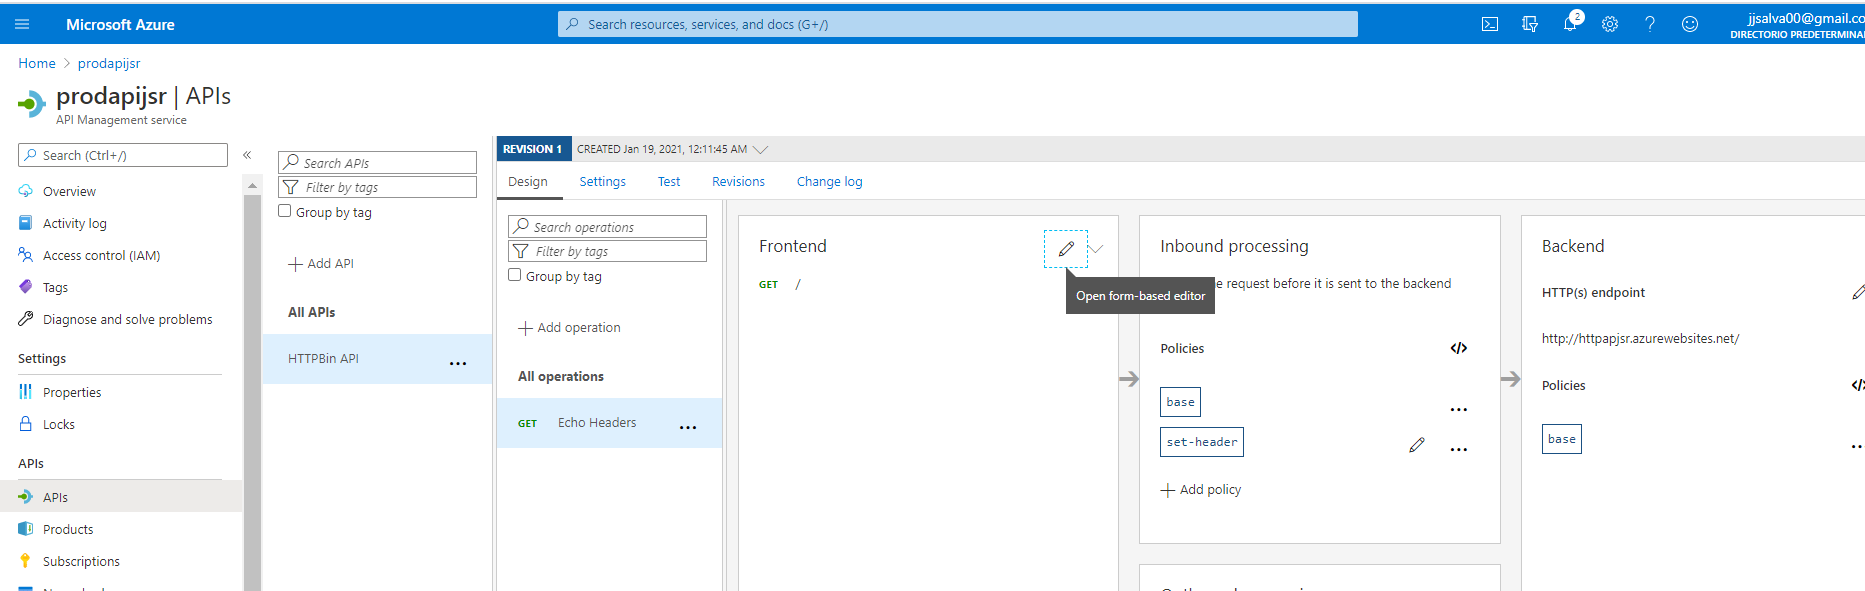 Microsoft Azure
Search resources, services, and docs (G+/)
2
jjsalva00@gmail.co
DIRECTORIO PREDETERMINA
Home > prodapijsr
prodapijsr | APIs
API Management service
Search (Ctrl+/)
«
Overview
Activity log
Access control (IAM)
Tags
Diagnose and solve problems
Settings
Properties
Locks
APIs
APIs
Products
Subscriptions
Search APIs
Filter by tags
Group by tag
+ Add API
All APIs
HTTPBin API
...
REVISION 1
CREATED Jan 19, 2021, 12:11:45 AM
Design
Settings
Test
Revisions
Change log
Search operations
Filter by tags
Group by tag
+ Add operation
All operations
GET Echo Headers
...
Frontend
GET /
Open form-based editor
Inbound processing
request before it is sent to the backend
Policies
</>
base
...
set-header
...
+ Add policy
Backend
HTTP(s) endpoint
http://httpapjsr.azurewebsites.net/
Policies
base